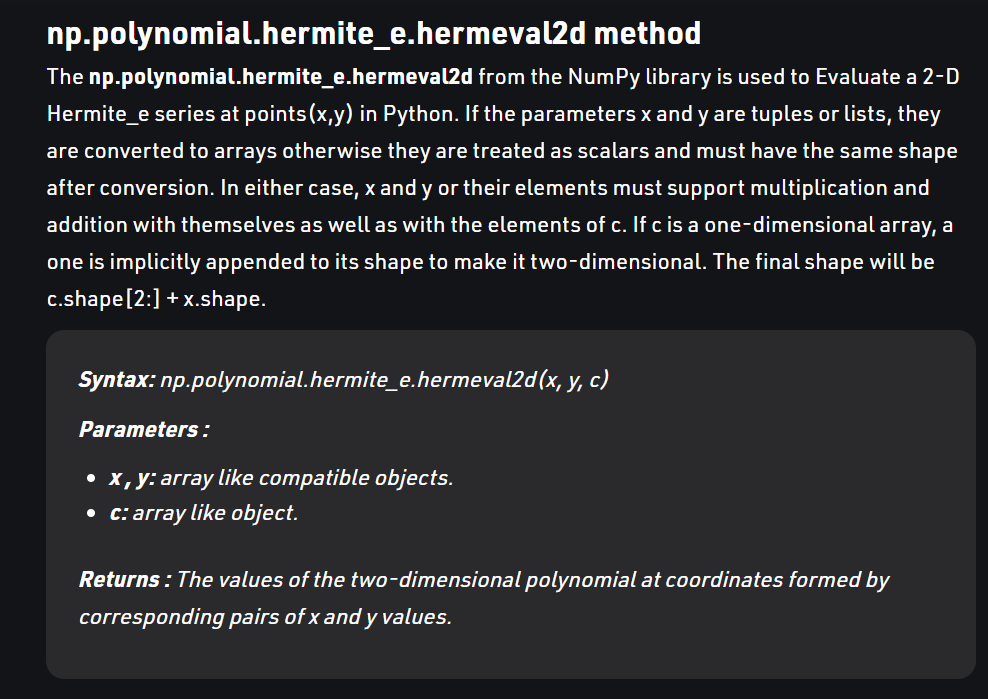 np.polynomial.hermite_e.hermeval2d method
The np.polynomial.hermite_e.hermeval2d from the NumPy library is used to Evaluate a 2-D
Hermite_e series at points(x,y) in Python. If the parameters x and y are tuples or lists, they
are converted to arrays otherwise they are treated as scalars and must have the same shape
after conversion. In either case, x and y or their elements must support multiplication and
addition with themselves as well as with the elements of c. If c is a one-dimensional array, a
one is implicitly appended to its shape to make it two-dimensional. The final shape will be
c.shape[2:] + x.shape.
Syntax: np.polynomial.hermite_e.hermeval2d(x, y, c)
Parameters :
• x , y: array like compatible objects.
• c: array like object.
Returns : The values of the two-dimensional polynomial at coordinates formed by
corresponding pairs of x and y values.